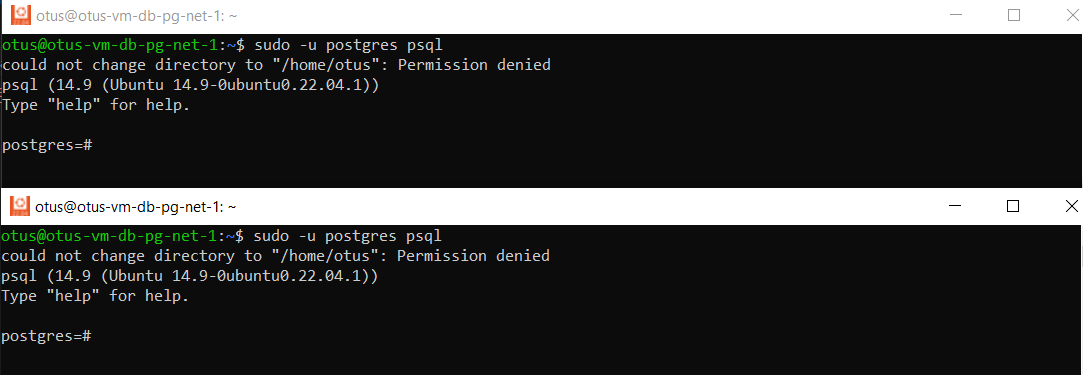 otus@otus-vm-db-pg-net-1: ~
otus@otus-vm-db-pg-net-1:~$ sudo -u postgres psql
could not change directory to "/home/otus": Permission denied
psql (14.9 (Ubuntu 14.9-0ubuntu0.22.04.1))
Type "help" for help.
postgres=#
otus@otus-vm-db-pg-net-1: ~
otus@otus-vm-db-pg-net-1:~$ sudo -u postgres psql
could not change directory to "/home/otus": Permission denied
psql (14.9 (Ubuntu 14.9-0ubuntu0.22.04.1))
Type "help" for help.
postgres=#